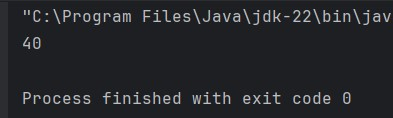 "C:\Program Files\Java\jdk-22\bin\jav
40
Process finished with exit code 0